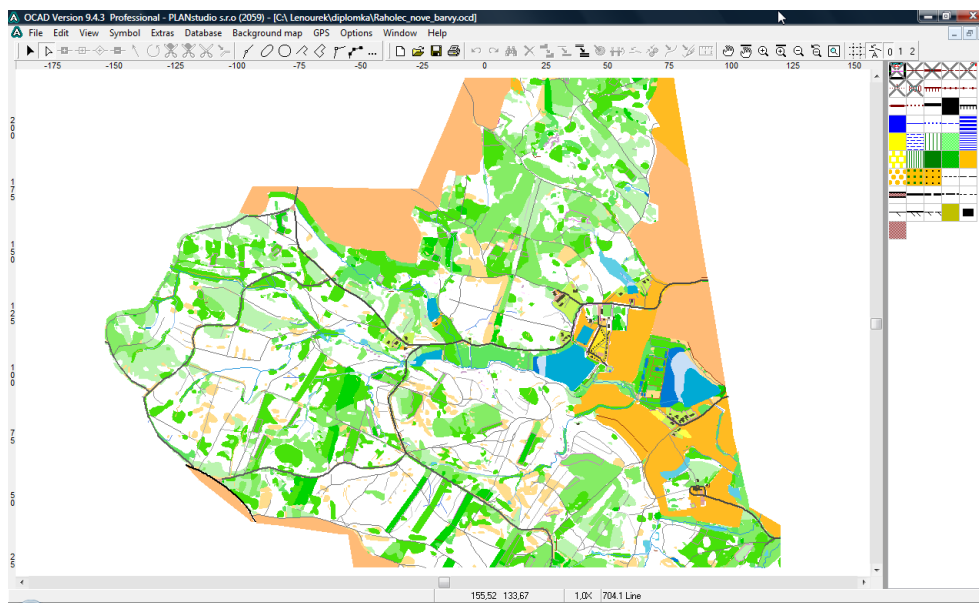 OCAD Version 9.4.3 Professional - PLANstudio s.r.o (2059) - [C:\ Lenourek\diplomka\Raholec_nove_barvy.ocd]
File Edit View Symbol Extras Database Background map GPS Options Window Help
0 1 2
-175 -150 -125 -100 -75 -50 -25 0 25 50 75 100 125 150
200
175
150
125
100
75
50
25
155,52 133,67 1,0X 704.1 Line